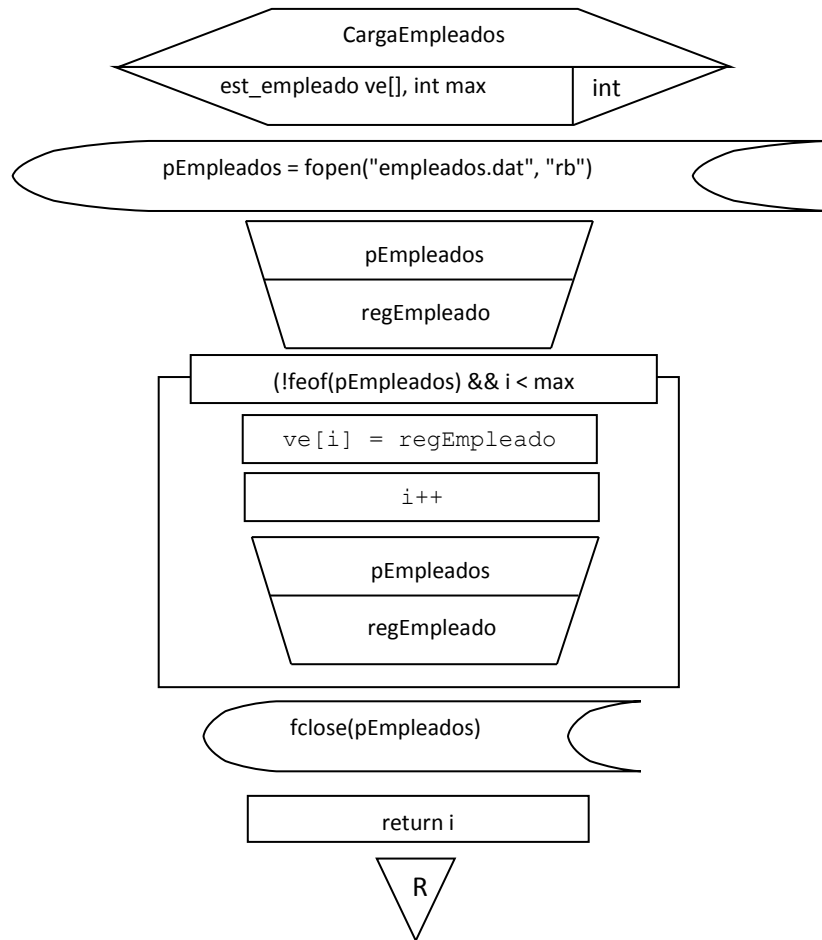 CargaEmpleados
est_empleado ve[], int max
int
pEmpleados = fopen("empleados.dat", "rb")
pEmpleados
regEmpleado
(!feof(pEmpleados) && i < max
ve[i] = regEmpleado
i++
pEmpleados
regEmpleado
fclose(pEmpleados)
return i
R